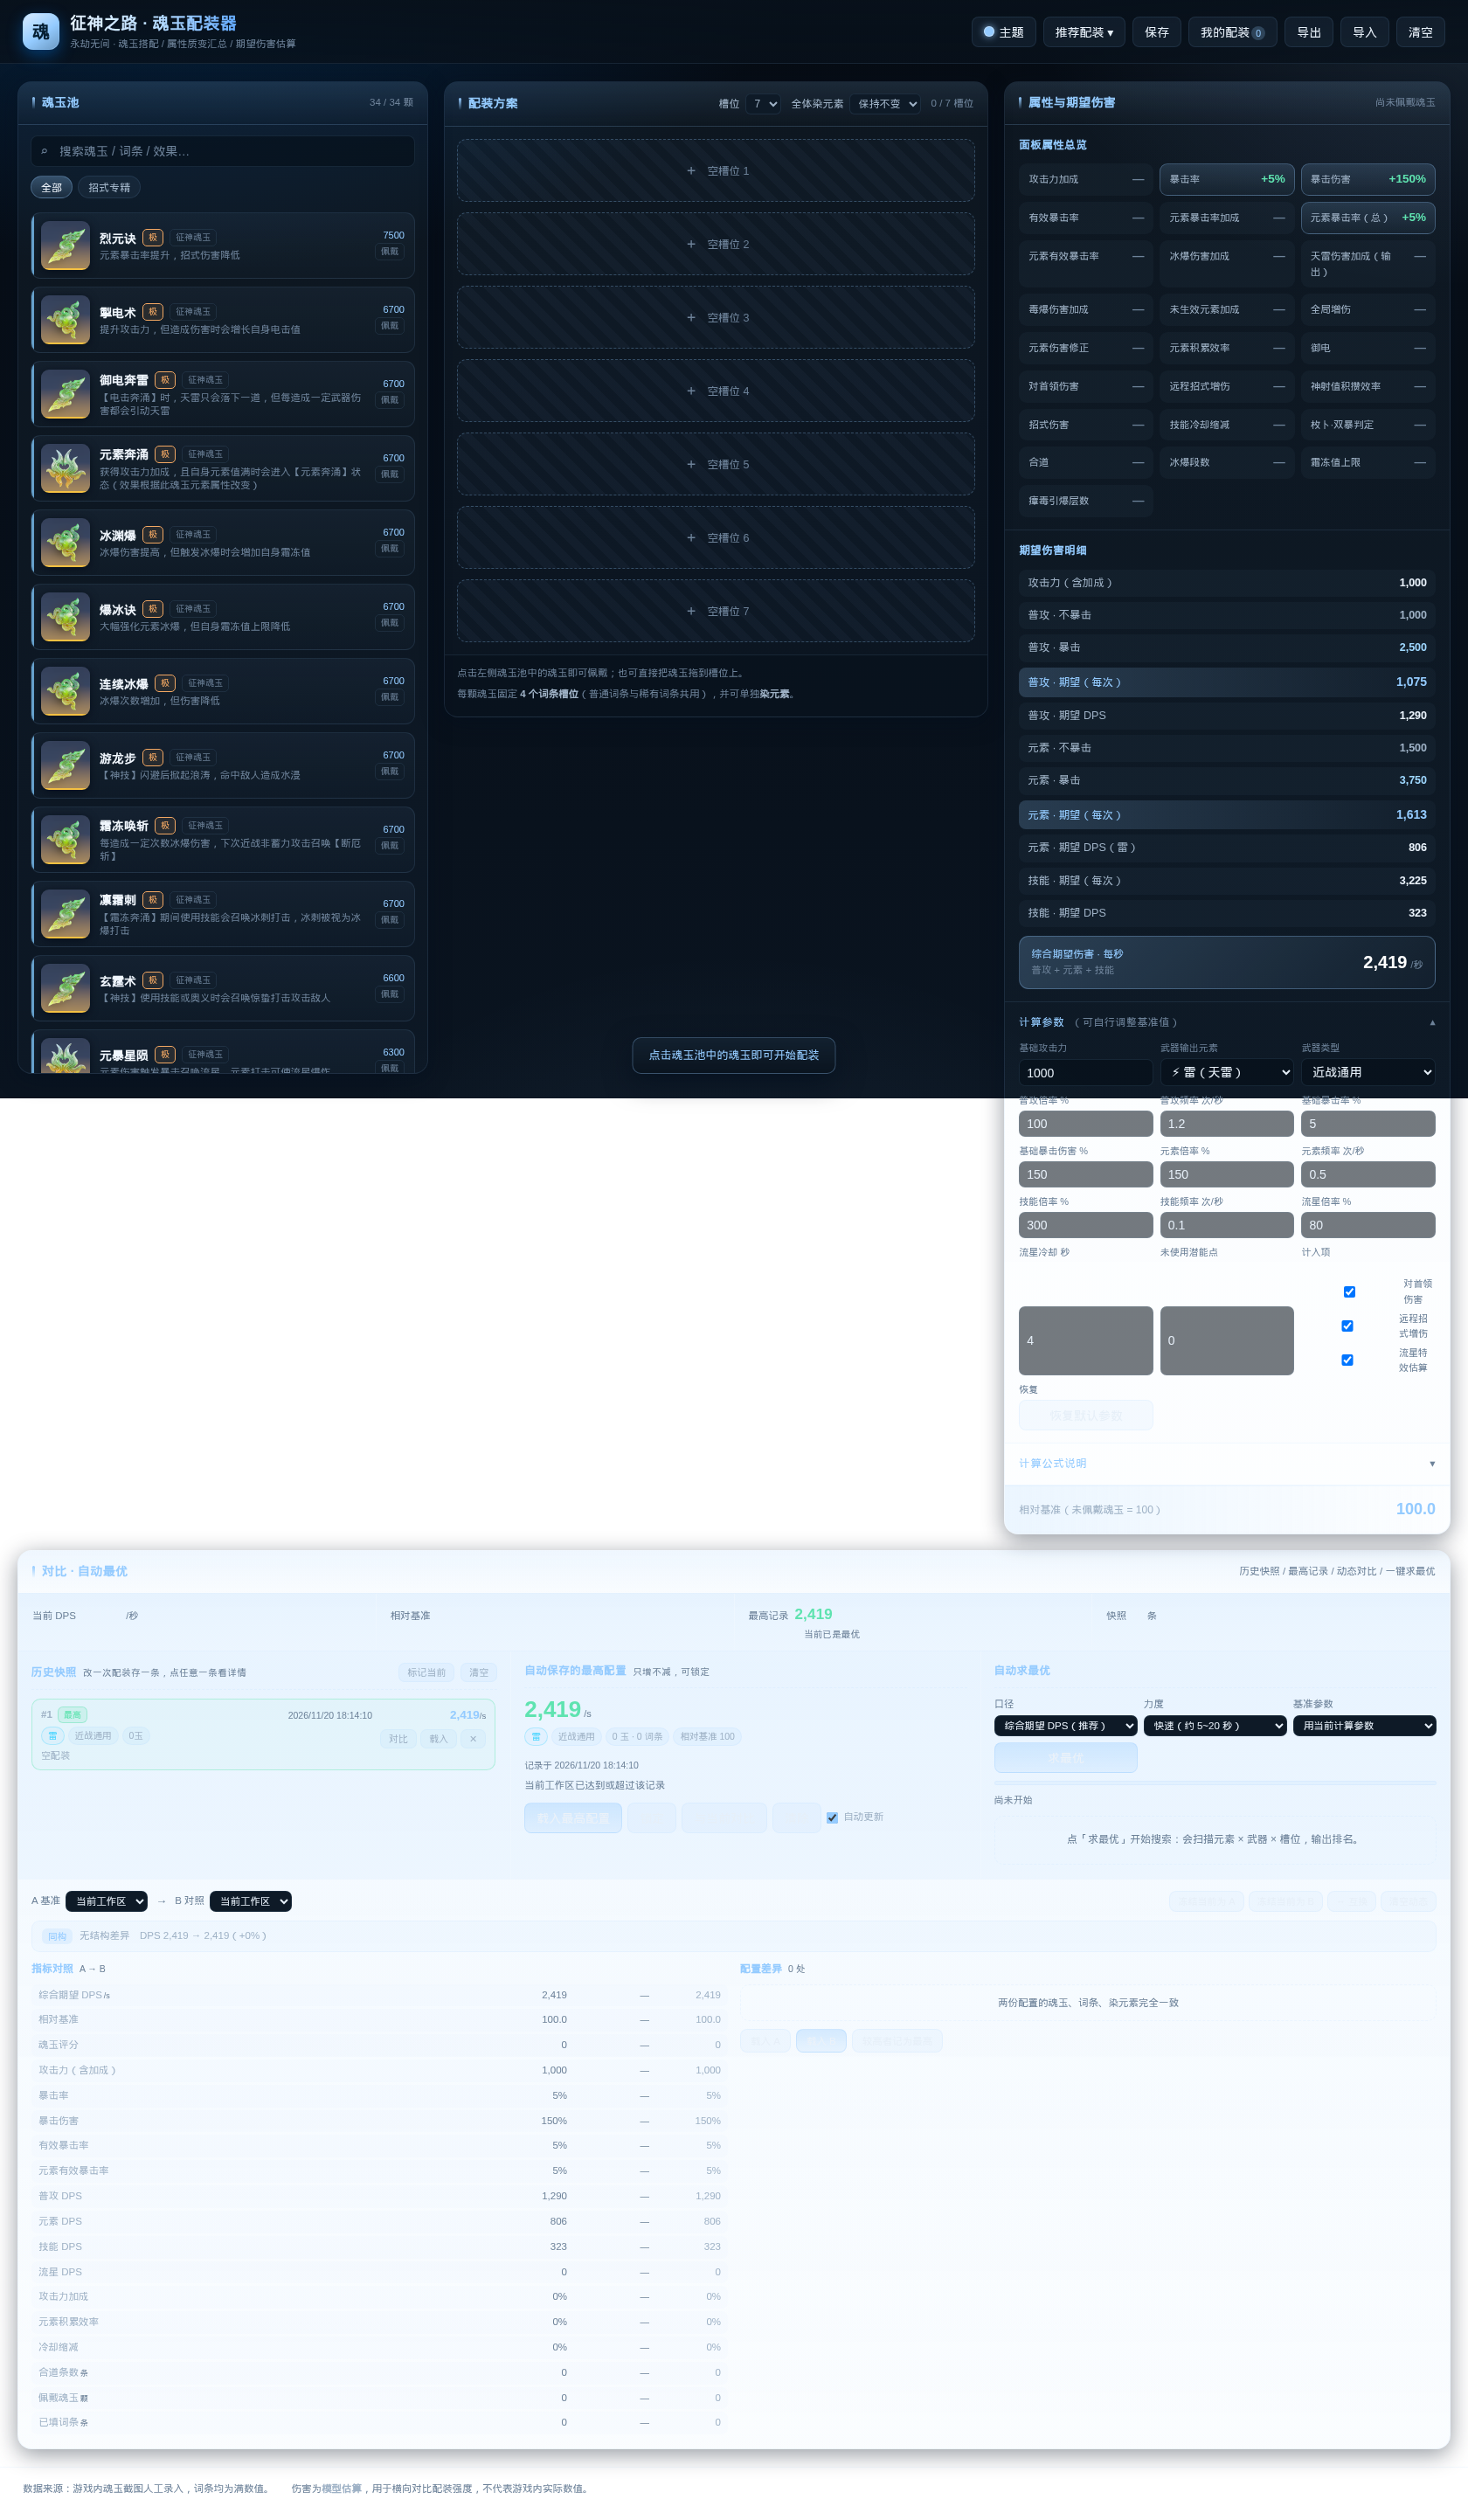 魂
征神之路 · 魂玉配装器
永劫无间 · 魂玉搭配 / 属性质变汇总 / 期望伤害估算
主题
推荐配装 ▾
保存
我的配装 0
导出
导入
清空
魂玉池
34 / 34 颗
搜索魂玉 / 词条 / 效果…
全部
招式专精
烈元诀 极 征神魂玉
元素暴击率提升，招式伤害降低
7500
佩戴
掣电术 极 征神魂玉
提升攻击力，但造成伤害时会增长自身电击值
6700
佩戴
御电奔雷 极 征神魂玉
【电击奔涌】时，天雷只会落下一道，但每造成一定武器伤
害都会引动天雷
6700
佩戴
元素奔涌 极 征神魂玉
获得攻击力加成，且自身元素值满时会进入【元素奔涌】状
态（效果根据此魂玉元素属性改变）
6700
佩戴
冰渊爆 极 征神魂玉
冰爆伤害提高，但触发冰爆时会增加自身霜冻值
6700
佩戴
爆冰诀 极 征神魂玉
大幅强化元素冰爆，但自身霜冻值上限降低
6700
佩戴
连续冰爆 极 征神魂玉
冰爆次数增加，但伤害降低
6700
佩戴
游龙步 极 征神魂玉
【神技】闪避后掀起浪涛，命中敌人造成水漫
6700
佩戴
霜冻唤斩 极 征神魂玉
每造成一定次数冰爆伤害，下次近战非蓄力攻击召唤【断厄
斩】
6700
佩戴
凛霜刺 极 征神魂玉
【霜冻奔涌】期间使用技能会召唤冰刺打击，冰刺被视为冰
爆打击
6700
佩戴
玄霆术 极 征神魂玉
【神技】使用技能或奥义时会召唤惊蛰打击攻击敌人
6600
佩戴
元暴星陨 极 征神魂玉
元素伤害触发暴击召唤流星，元素打击可使流星爆炸
6300
佩戴
配装方案
槽位 7
全体染元素 保持不变
0 / 7 槽位
+ 空槽位 1
+ 空槽位 2
+ 空槽位 3
+ 空槽位 4
+ 空槽位 5
+ 空槽位 6
+ 空槽位 7
点击左侧魂玉池中的魂玉即可佩戴；也可直接把魂玉拖到槽位上。
每颗魂玉固定 4 个词条槽位（普通词条与稀有词条共用），并可单独染元素。
点击魂玉池中的魂玉即可开始配装
属性与期望伤害
尚未佩戴魂玉
面板属性总览
攻击力加成 —
暴击率 +5%
暴击伤害 +150%
有效暴击率 —
元素暴击率加成 —
元素暴击率（总） +5%
元素有效暴击率 —
冰爆伤害加成 —
天雷伤害加成（输出） —
毒爆伤害加成 —
未生效元素加成 —
全局增伤 —
元素伤害修正 —
元素积累效率 —
御电 —
对首领伤害 —
远程招式增伤 —
神射值积攒效率 —
招式伤害 —
技能冷却缩减 —
枚卜·双暴判定 —
合道 —
冰爆段数 —
霜冻值上限 —
瘴毒引爆层数 —
期望伤害明细
攻击力（含加成） 1,000
普攻 · 不暴击 1,000
普攻 · 暴击 2,500
普攻 · 期望（每次） 1,075
普攻 · 期望 DPS 1,290
元素 · 不暴击 1,500
元素 · 暴击 3,750
元素 · 期望（每次） 1,613
元素 · 期望 DPS（雷） 806
技能 · 期望（每次） 3,225
技能 · 期望 DPS 323
综合期望伤害 · 每秒
普攻 + 元素 + 技能
2,419 /秒
计算参数 （可自行调整基准值） ▴
基础攻击力 武器输出元素 武器类型
1000 ⚡ 雷（天雷） 近战通用
普攻倍率 % 普攻频率 次/秒 基础暴击率 %
100 1.2 5
基础暴击伤害 % 元素倍率 % 元素频率 次/秒
150 150 0.5
技能倍率 % 技能频率 次/秒 流星倍率 %
300 0.1 80
流星冷却 秒 未使用潜能点 计入项
4 0
对首领
伤害
远程招
式增伤
流星特
效估算
恢复
恢复默认参数
计算公式说明 ▾
相对基准（未佩戴魂玉 = 100） 100.0
对比 · 自动最优
历史快照 / 最高记录 / 动态对比 / 一键求最优
当前 DPS /秒
相对基准
最高记录 2,419
当前已是最优
快照 条
历史快照 改一次配装存一条，点任意一条看详情
标记当前
清空
#1 最高 2026/11/20 18:14:10 2,419/s
雷 近战通用 0玉
对比 载入 ✕
空配装
自动保存的最高配置 只增不减，可锁定
2,419 /s
雷 近战通用 0 玉 · 0 词条 相对基准 100
记录于 2026/11/20 18:14:10
当前工作区已达到或超过该记录
载入最高配置
自动更新
自动求最优
口径 力度 基准参数
综合期望 DPS（推荐） 快速（约 5~20 秒） 用当前计算参数
求最优
尚未开始
点「求最优」开始搜索：会扫描元素 × 武器 × 槽位，输出排名。
A 基准 当前工作区 → B 对照 当前工作区
同构 无结构差异 DPS 2,419 → 2,419（+0%）
指标对照 A → B
综合期望 DPS/s 2,419 — 2,419
相对基准 100.0 — 100.0
魂玉评分 0 — 0
攻击力（含加成） 1,000 — 1,000
暴击率 5% — 5%
暴击伤害 150% — 150%
有效暴击率 5% — 5%
元素有效暴击率 5% — 5%
普攻 DPS 1,290 — 1,290
元素 DPS 806 — 806
技能 DPS 323 — 323
流星 DPS 0 — 0
攻击力加成 0% — 0%
元素积累效率 0% — 0%
冷却缩减 0% — 0%
合道条数条 0 — 0
佩戴魂玉颗 0 — 0
已填词条条 0 — 0
配置差异 0 处
两份配置的魂玉、词条、染元素完全一致
数据来源：游戏内魂玉截图人工录入，词条均为满数值。 伤害为模型估算，用于横向对比配装强度，不代表游戏内实际数值。